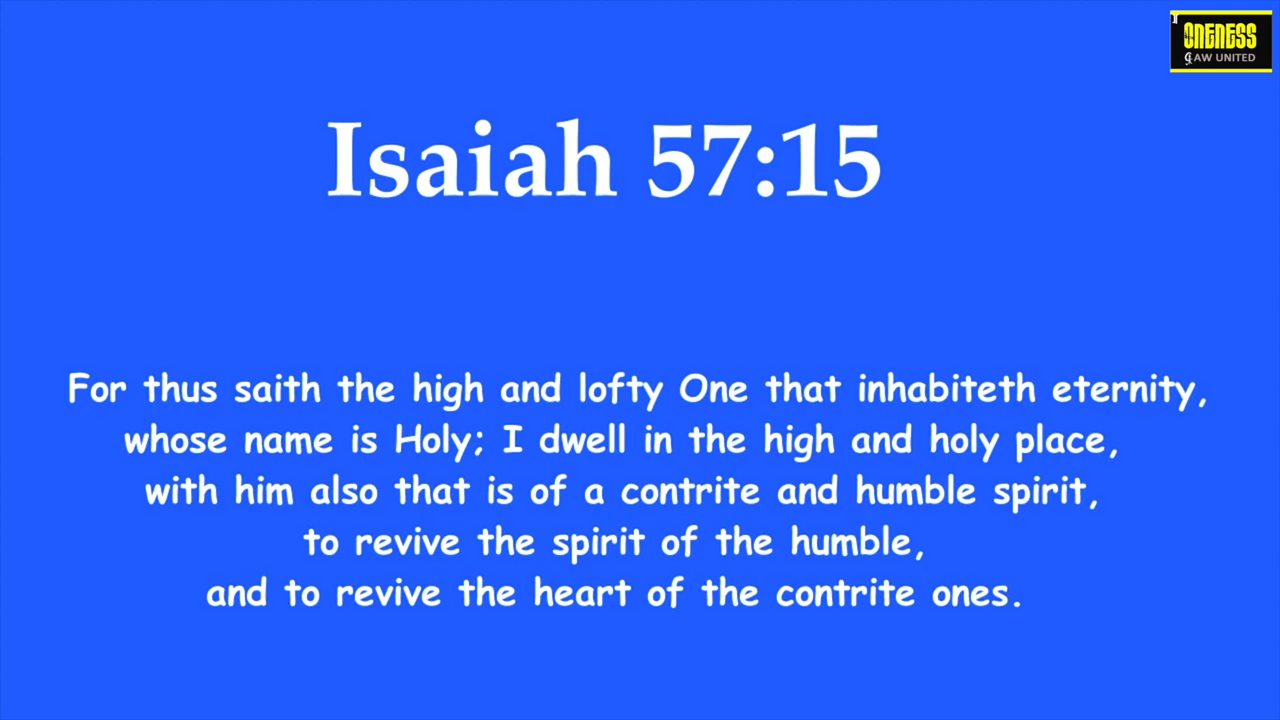 ONENESS
AW UNITED
Isaiah 57:15
For thus saith the high and lofty One that inhabiteth eternity,
whose name is Holy; I dwell in the high and holy place,
with him also that is of a contrite and humble spirit,
to revive the spirit of the humble,
and to revive the heart of the contrite ones.